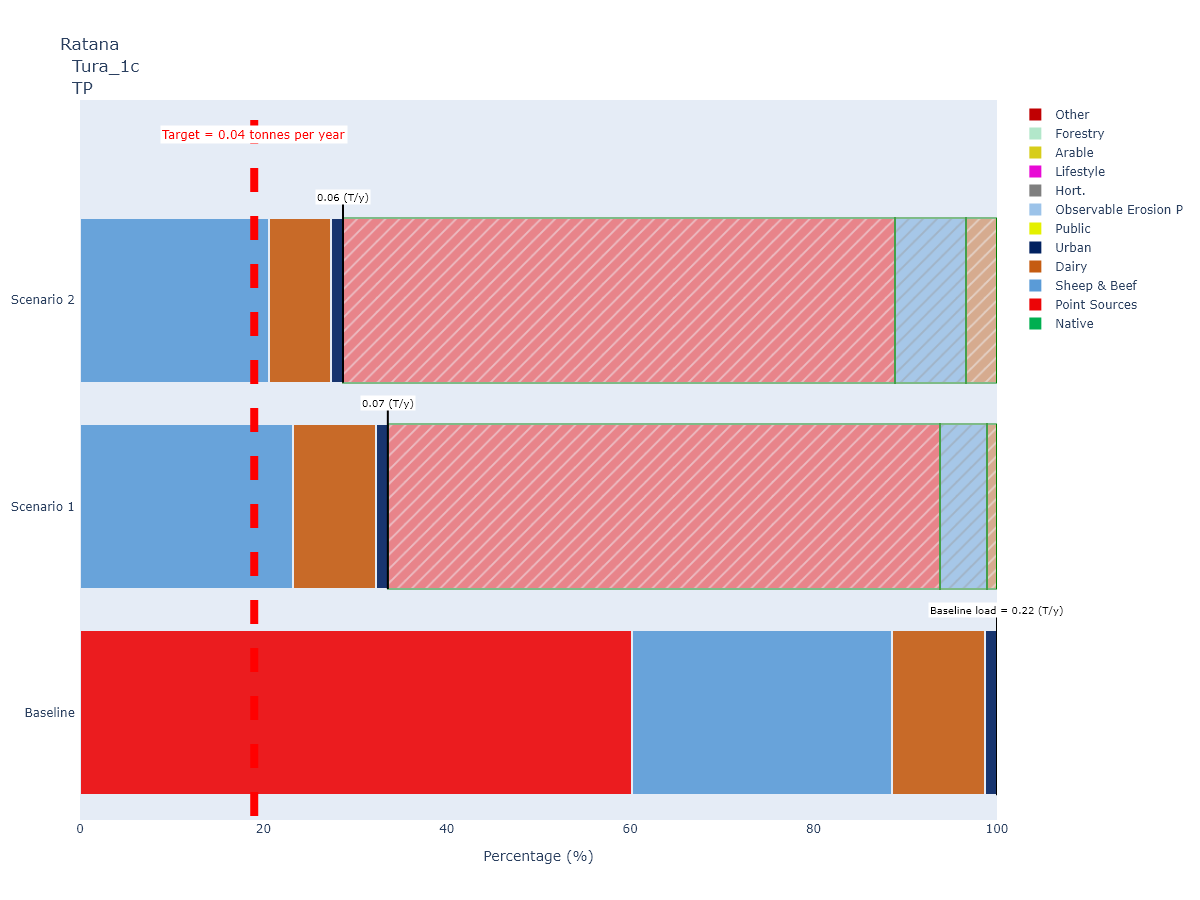 Ratana
Tura_1c
TP
Target = 0.04 tonnes per year
0.06 (T/y)
Scenario 2
0.07 (T/y)
Scenario 1
Baseline load = 0.22 (T/y)
Baseline
0 20 40 60 80 100
Percentage (%)
Other
Forestry
Arable
Lifestyle
Hort.
Observable Erosion P
Public
Urban
Dairy
Sheep & Beef
Point Sources
Native